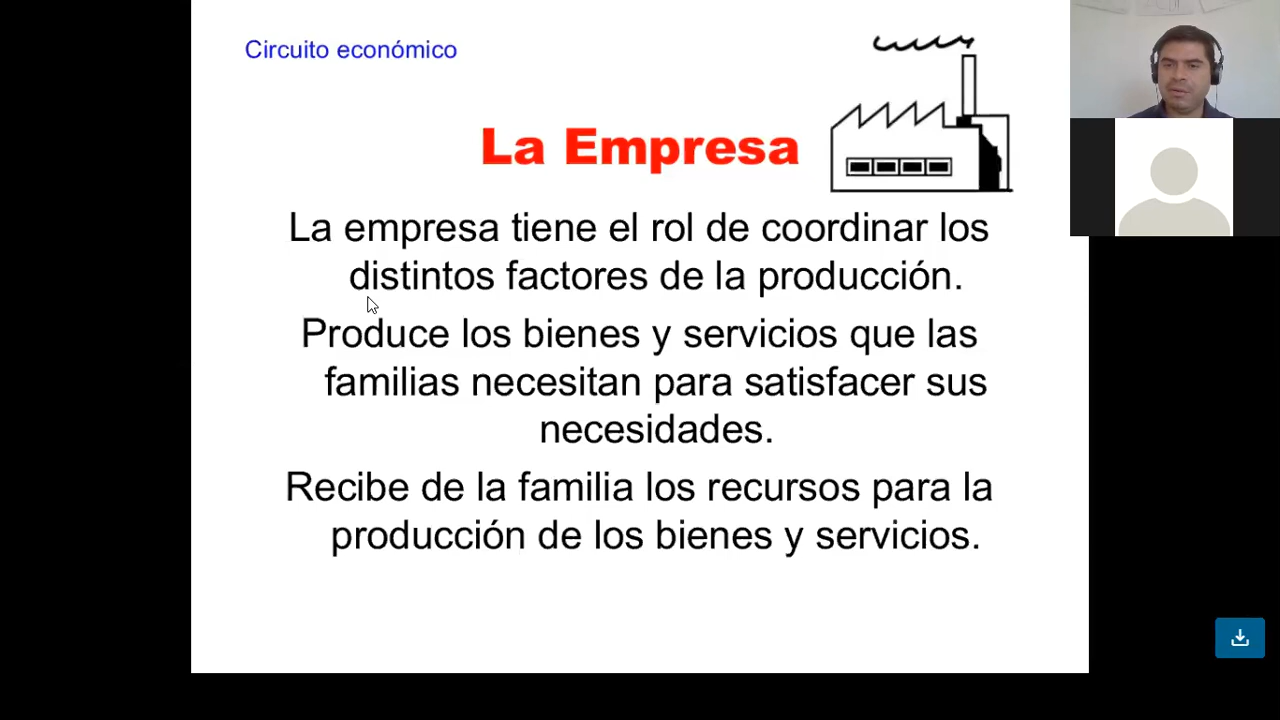 Circuito económico
La Empresa
La empresa tiene el rol de coordinar los
distintos factores de la producción.
Produce los bienes y servicios que las
familias necesitan para satisfacer sus
necesidades.
Recibe de la familia los recursos para la
producción de los bienes y servicios.